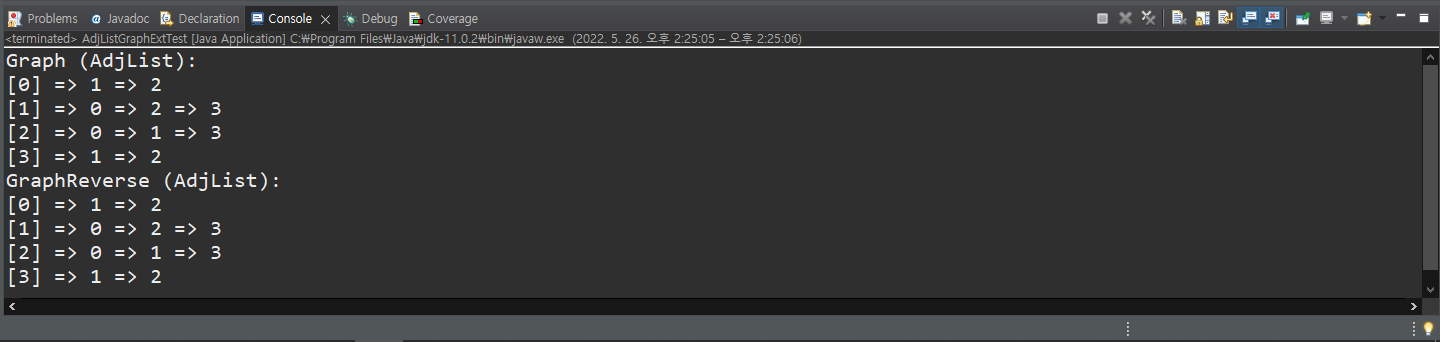 Problems Javadoc Declaration Console Debug Coverage
<terminated> AdjListGraphExtTest [Java Application] C:₩Program Files₩Java₩jdk-11.0.2₩bin₩javaw.exe (2022. 5. 26. 오후 2:25:05 – 오후 2:25:06)
Graph (AdjList):
[0] => 1 => 2
[1] => 0 => 2 => 3
[2] => 0 => 1 => 3
[3] => 1 => 2
GraphReverse (AdjList):
[0] => 1 => 2
[1] => 0 => 2 => 3
[2] => 0 => 1 => 3
[3] => 1 => 2